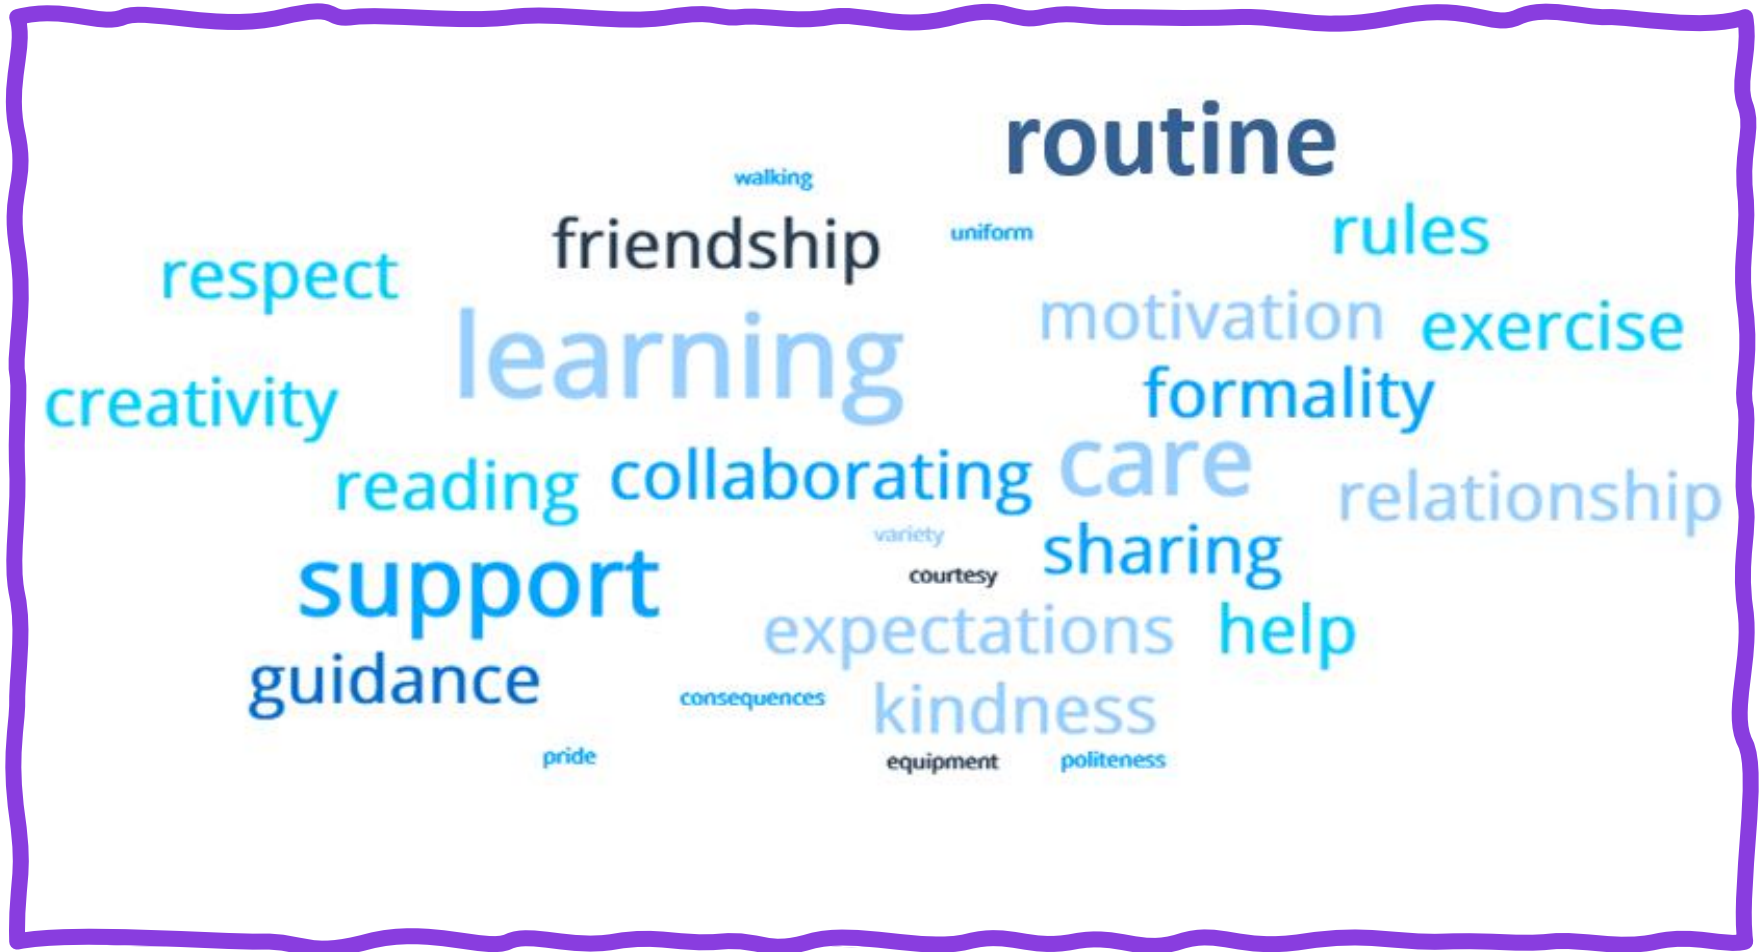 routine
walking
friendship
uniform
rules
respect
learning
motivation
exercise
creativity
formality
reading
collaborating
care
relationship
variety
support
courtesy
sharing
expectations
help
guidance
consequences
kindness
pride
equipment
politeness